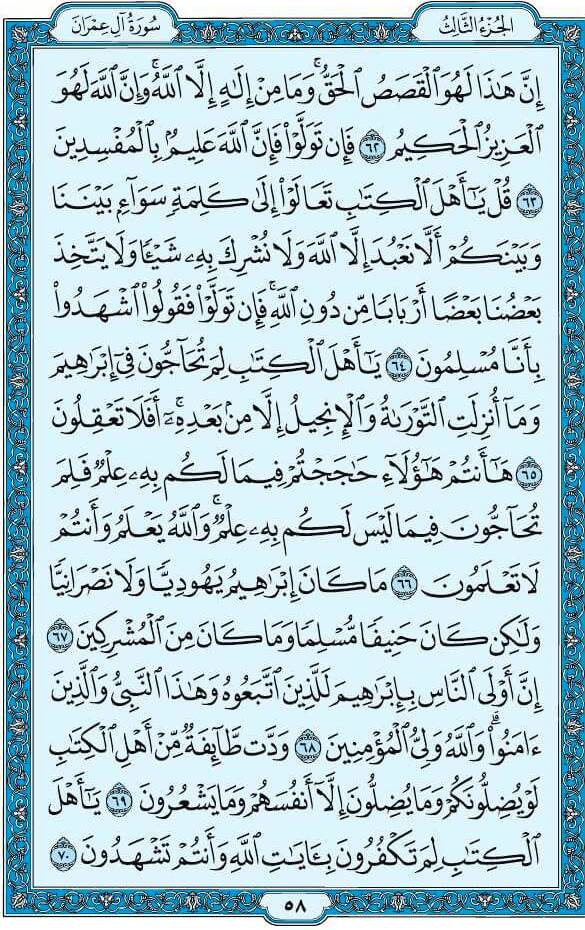 الجُزْءُ الثَّالِثُ
سُورَةُ آلِ عِمْرَانَ
إِنَّ هَٰذَا لَهُوَ ٱلْقَصَصُ ٱلْحَقُّۚ وَمَا مِنْ إِلَٰهٍ إِلَّا ٱللَّهُۚ وَإِنَّ ٱللَّهَ لَهُوَ
ٱلْعَزِيزُ ٱلْحَكِيمُ ٦٢ فَإِن تَوَلَّوْا۟ فَإِنَّ ٱللَّهَ عَلِيمٌۢ بِٱلْمُفْسِدِينَ
٦٣ قُلْ يَٰٓأَهْلَ ٱلْكِتَٰبِ تَعَالَوْا۟ إِلَىٰ كَلِمَةٍ سَوَآءٍۭ بَيْنَنَا
وَبَيْنَكُمْ أَلَّا نَعْبُدَ إِلَّا ٱللَّهَ وَلَا نُشْرِكَ بِهِۦ شَيْـًٔا وَلَا يَتَّخِذَ
بَعْضُنَا بَعْضًا أَرْبَابًا مِّن دُونِ ٱللَّهِۚ فَإِن تَوَلَّوْا۟ فَقُولُوا۟ ٱشْهَدُوا۟
بِأَنَّا مُسْلِمُونَ ٦٤ يَٰٓأَهْلَ ٱلْكِتَٰبِ لِمَ تُحَآجُّونَ فِىٓ إِبْرَٰهِيمَ
وَمَآ أُنزِلَتِ ٱلتَّوْرَىٰةُ وَٱلْإِنجِيلُ إِلَّا مِنۢ بَعْدِهِۦٓۚ أَفَلَا تَعْقِلُونَ
٦٥ هَٰٓأَنتُمْ هَٰٓؤُلَآءِ حَٰجَجْتُمْ فِيمَا لَكُم بِهِۦ عِلْمٌ فَلِمَ
تُحَآجُّونَ فِيمَا لَيْسَ لَكُم بِهِۦ عِلْمٌۚ وَٱللَّهُ يَعْلَمُ وَأَنتُمْ
لَا تَعْلَمُونَ ٦٦ مَا كَانَ إِبْرَٰهِيمُ يَهُودِيًّا وَلَا نَصْرَانِيًّا
وَلَٰكِن كَانَ حَنِيفًا مُّسْلِمًا وَمَا كَانَ مِنَ ٱلْمُشْرِكِينَ ٦٧
إِنَّ أَوْلَى ٱلنَّاسِ بِإِبْرَٰهِيمَ لَلَّذِينَ ٱتَّبَعُوهُ وَهَٰذَا ٱلنَّبِىُّ وَٱلَّذِينَ
ءَامَنُوا۟ۗ وَٱللَّهُ وَلِىُّ ٱلْمُؤْمِنِينَ ٦٨ وَدَّت طَّآئِفَةٌ مِّنْ أَهْلِ ٱلْكِتَٰبِ
لَوْ يُضِلُّونَكُمْ وَمَا يُضِلُّونَ إِلَّآ أَنفُسَهُمْ وَمَا يَشْعُرُونَ ٦٩ يَٰٓأَهْلَ
ٱلْكِتَٰبِ لِمَ تَكْفُرُونَ بِـَٔايَٰتِ ٱللَّهِ وَأَنتُمْ تَشْهَدُونَ ٧٠
٥٨